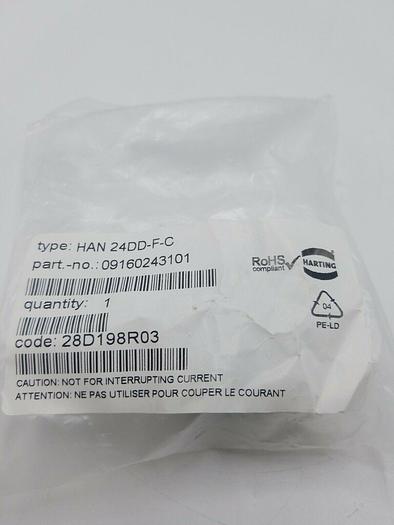 type: HAN 24DD-F-C
part.-no.: 09160243101
RoHS
compliant
HARTING
quantity: 1
04
PE-LD
code: 28D198R03
CAUTION: NOT FOR INTERRUPTING CURRENT
ATTENTION: NE PAS UTILISER POUR COUPER LE COURANT